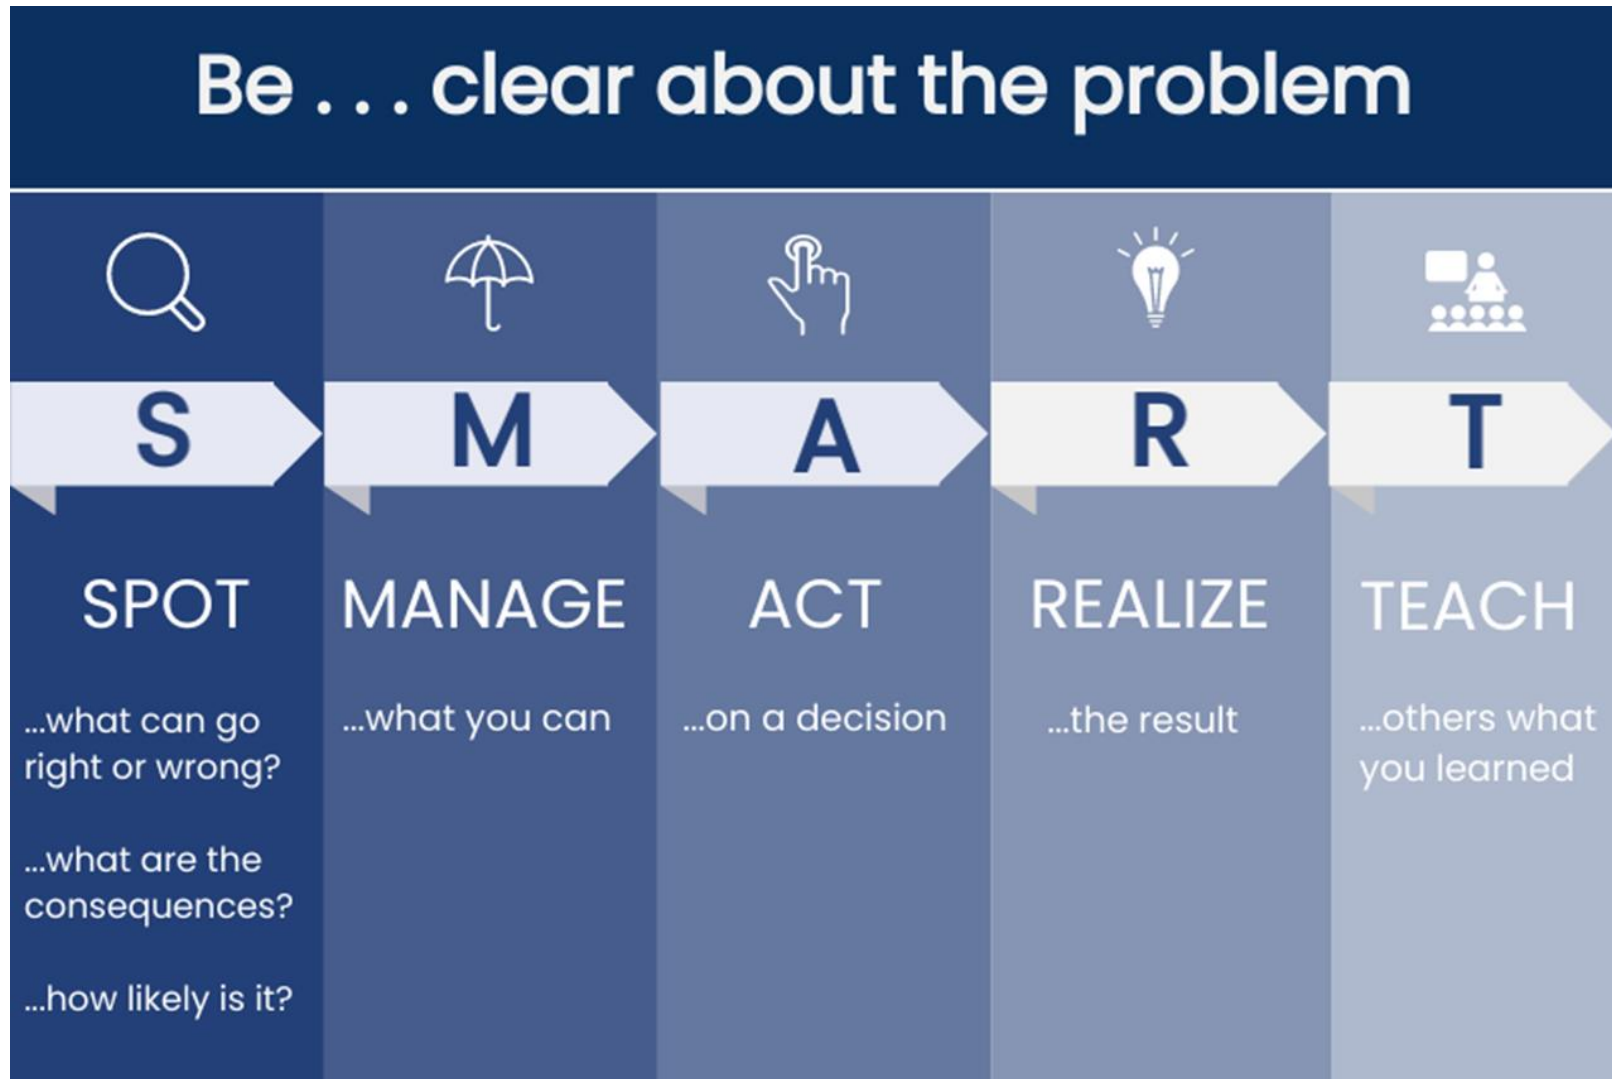 Be . . . clear about the problem
S
SPOT
...what can go
right or wrong?
...what are the
consequences?
...how likely is it?
M
MANAGE
...what you can
A
ACT
...on a decision
R
REALIZE
...the result
T
TEACH
...others what
you learned